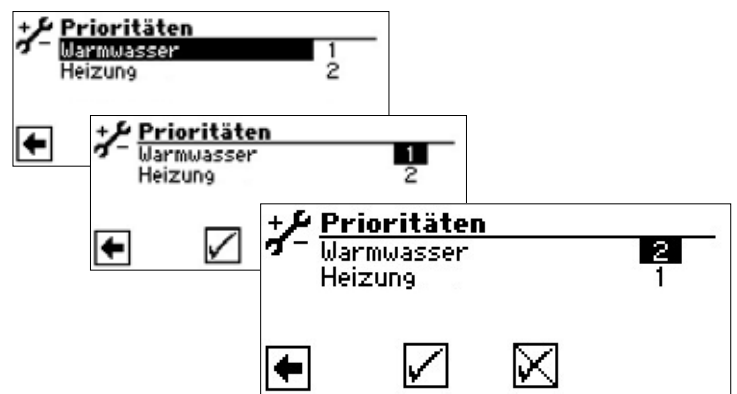 Prioritäten
Warmwasser 1
Heizung 2
Prioritäten
Warmwasser 1
Heizung 2
Prioritäten
Warmwasser 2
Heizung 1